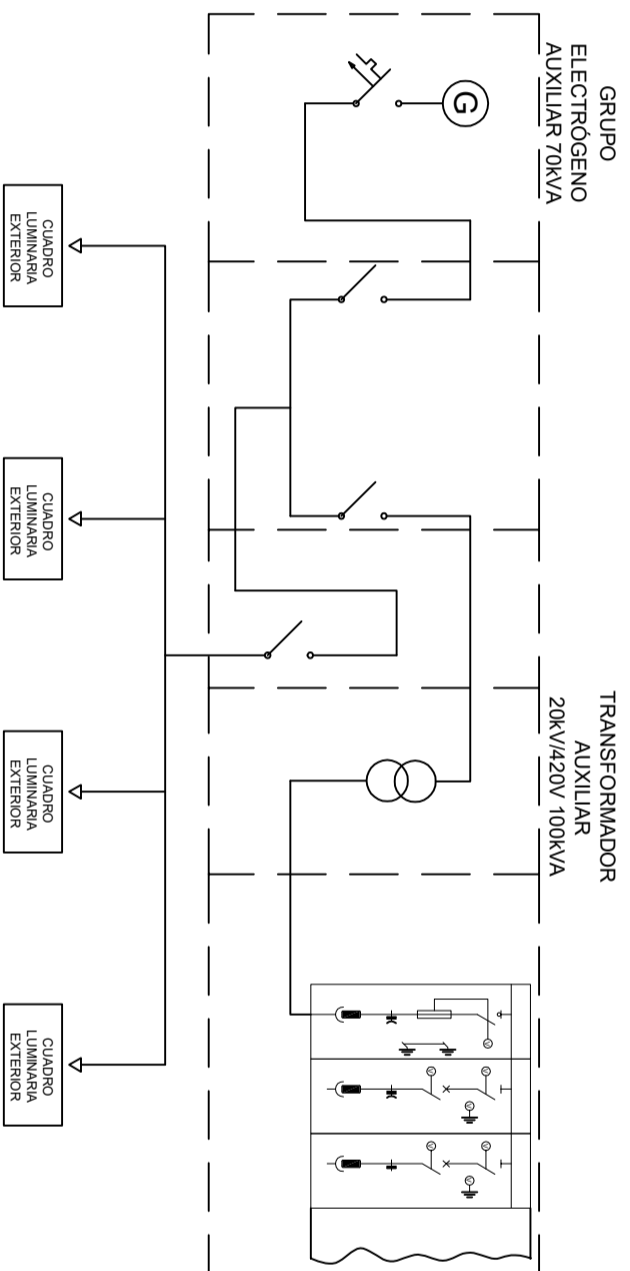 GRUPO
ELECTRÓGENO
AUXILIAR 70kVA
G
TRANSFORMADOR
AUXILIAR
20kV/420V 100kVA
CUADRO
LUMINARIA
EXTERIOR
CUADRO
LUMINARIA
EXTERIOR
CUADRO
LUMINARIA
EXTERIOR
CUADRO
LUMINARIA
EXTERIOR